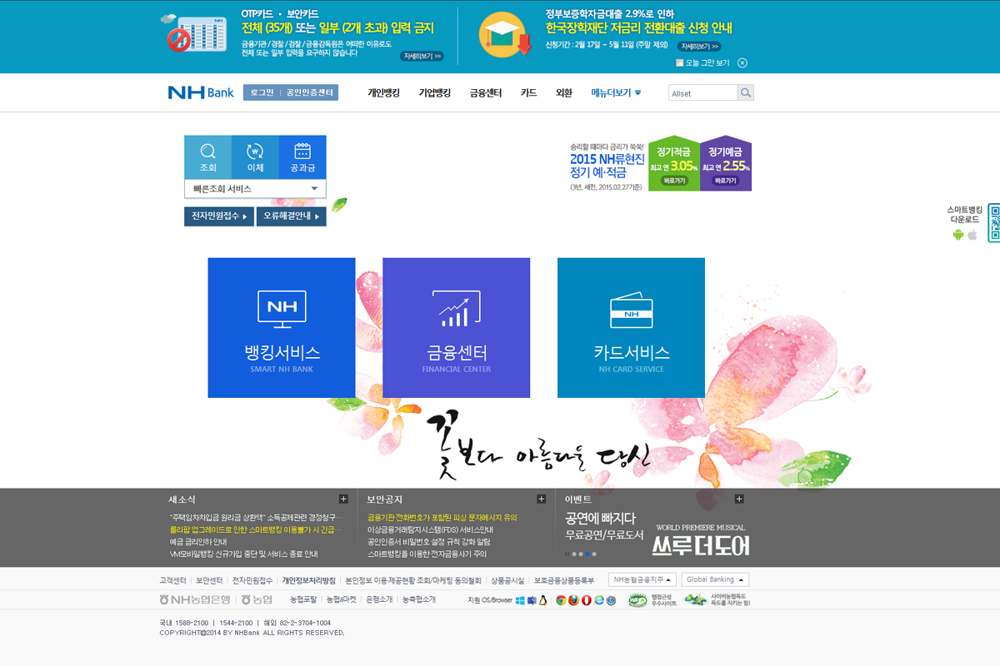 OTP카드 · 보안카드
전체 (35개) 또는 일부 (2개 초과) 입력 금지
금융기관/경찰/검찰/금융감독원은 어떠한 이유로도
전체 또는 일부 입력을 요구하지 않습니다
자세히보기 >>
정부보증학자금대출 2.9%로 인하
한국장학재단 저금리 전환대출 신청 안내
신청기간 : 2월 17일 ~ 5월 11일 (주말 제외)
자세히보기 >>
오늘 그만 보기
NH Bank
로그인
공인인증센터
개인뱅킹
기업뱅킹
금융센터
카드
외환
메뉴더보기
Allset
조회
이체
공과금
빠른조회 서비스
전자민원접수
오류해결안내
승리할 때마다 금리가 쑥쑥!
2015 NH류현진
정기 예·적금
(3년, 세전, 2015.02.27기준)
정기적금
최고 연 3.05%
바로가기
정기예금
최고 연 2.55%
바로가기
스마트뱅킹
다운로드
NH
뱅킹서비스
SMART NH BANK
금융센터
FINANCIAL CENTER
NH
카드서비스
NH CARD SERVICE
꽃보다 아름다운 당신
새소식
"주택임차차입금 원리금 상환액" 소득공제관련 경정청구…
롤리팝 업그레이드로 인한 스마트뱅킹 이용불가 시 긴급…
예금 금리인하 안내
VM모바일뱅킹 신규가입 중단 및 서비스 종료 안내
보안공지
금융기관 전화번호가 포함된 피싱 문자메시지 유의
이상금융거래탐지시스템(FDS) 서비스안내
공인인증서 비밀번호 설정 규칙 강화 알림
스마트뱅킹을 이용한 전자금융사기 주의
이벤트
공연에 빠지다
무료공연/무료도서
WORLD PREMIERE MUSICAL
쓰루더도어
고객센터 | 보안센터 | 전자민원접수 | 개인정보처리방침 | 본인정보 이용·제공현황 조회/마케팅 동의철회 | 상품공시실 | 보호금융상품등록부
NH농협금융지주
Global Banking
NH농협은행 | 농협
농협포탈 | 농협a마켓 | 은행소개 | 농축협소개
지원 OS/Browser
웹접근성
우수사이트
사이버농협독도
독도를 지키는 힘!
국내 1588-2100 | 1544-2100 | 해외 82-2-3704-1004
COPYRIGHT@2014 BY NHBank ALL RIGHTS RESERVED.